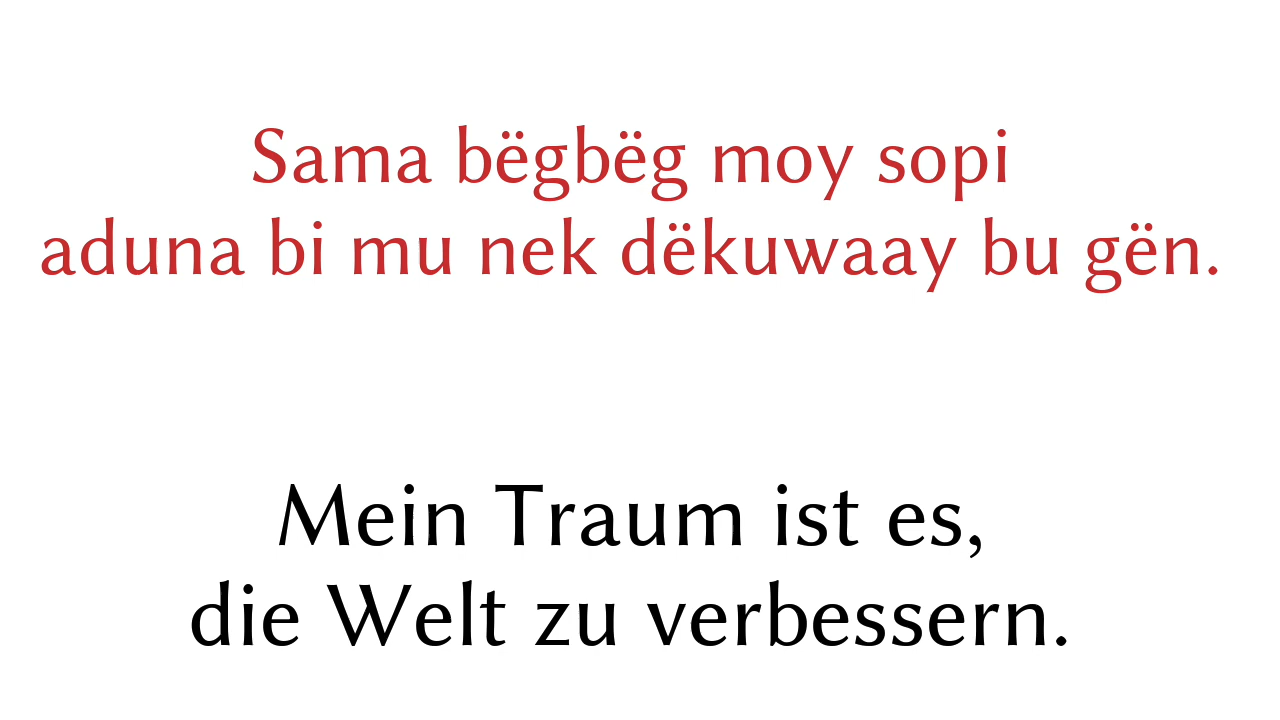 Sama bëgbëg moy sopi
aduna bi mu nek dëkuwaay bu gën.
Mein Traum ist es,
die Welt zu verbessern.